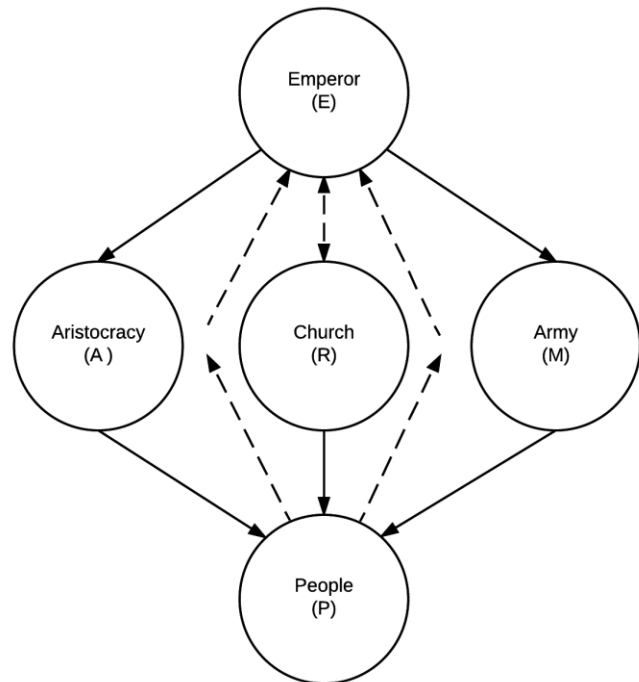 Emperor
(E)
Aristocracy
(A )
Church
(R)
Army
(M)
People
(P)